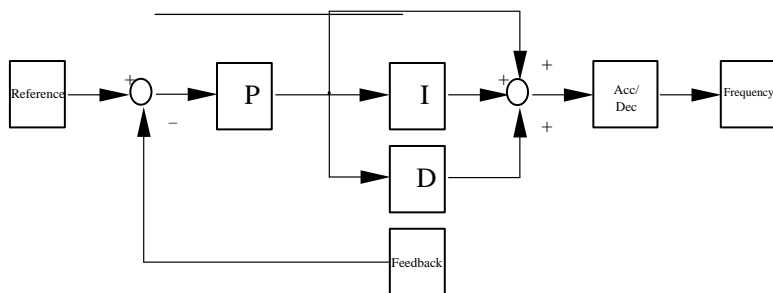 Reference
+
−
P
I
D
Feedback
+
+
+
Acc/
Dec
Frequency